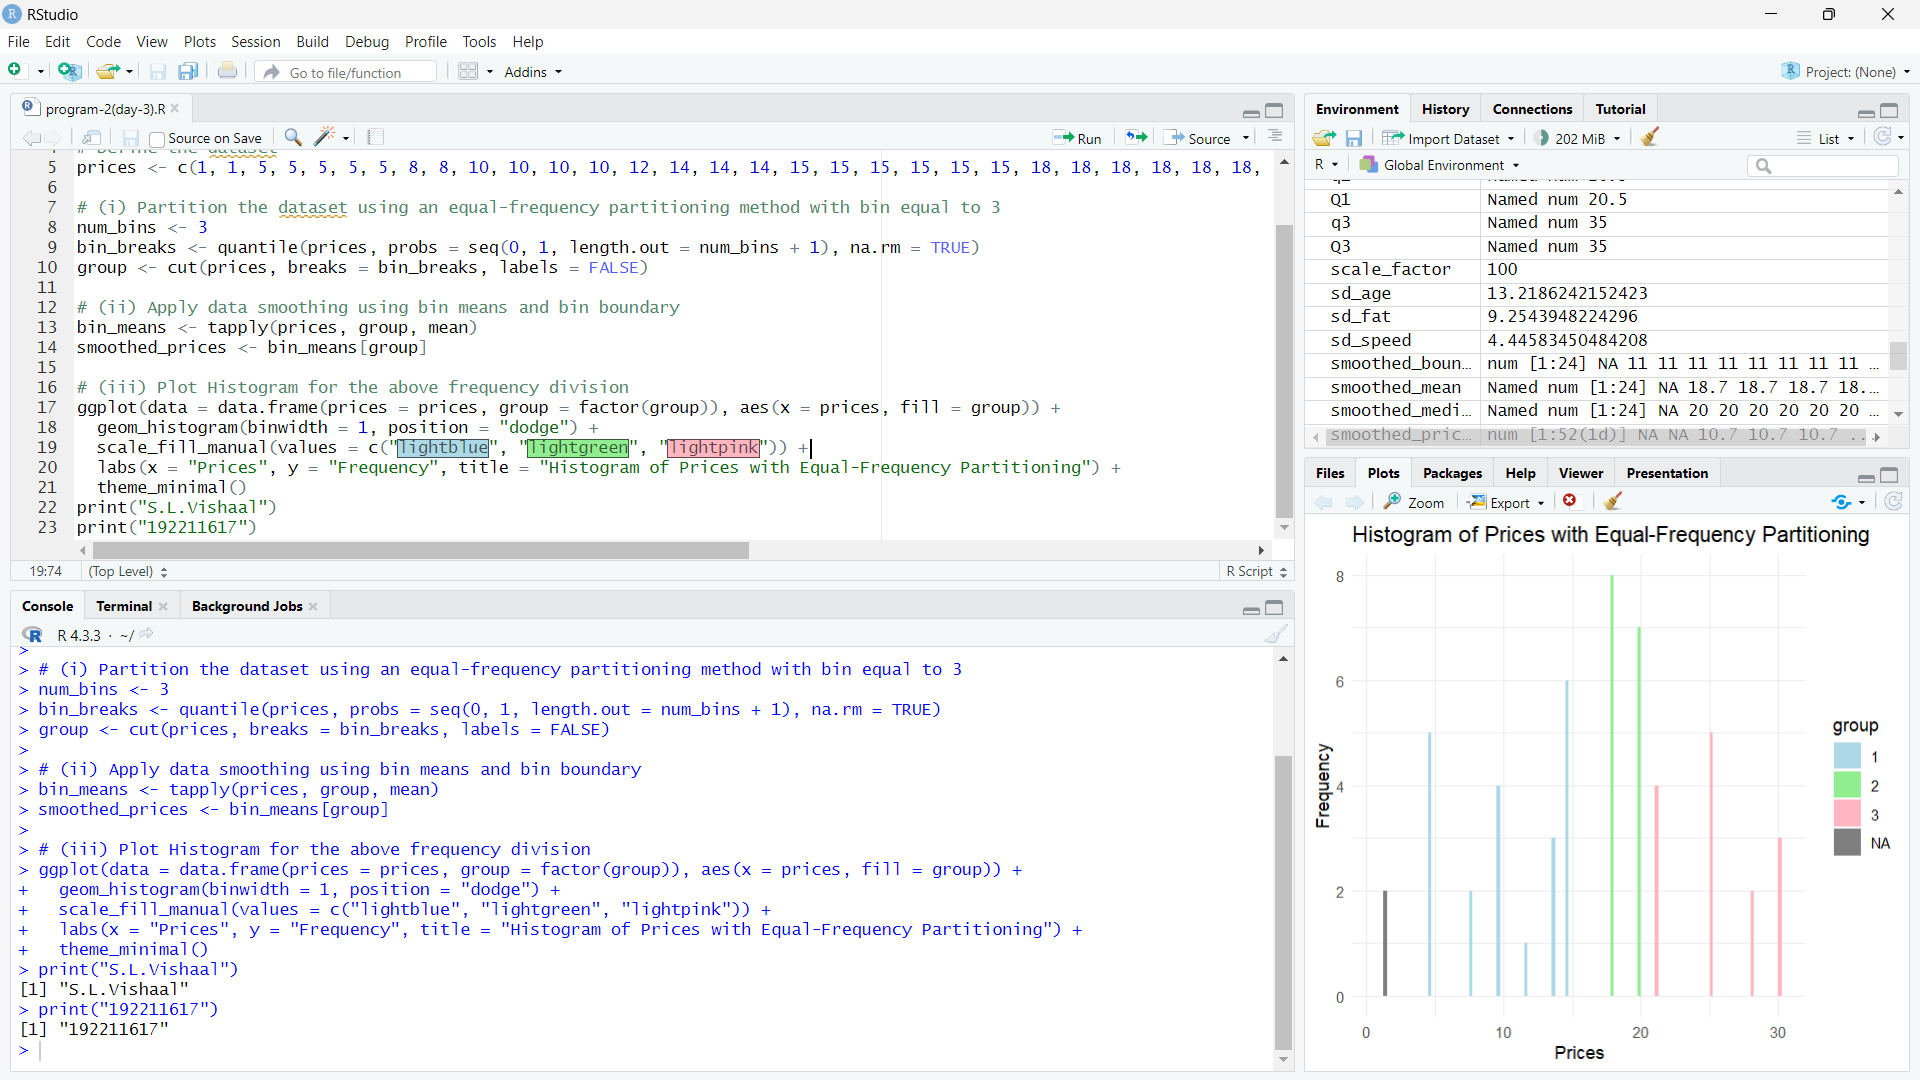 RStudio
File Edit Code View Plots Session Build Debug Profile Tools Help
Go to file/function Addins Project: (None)
program-2(day-3).R
Source on Save Run Source
5 prices <- c(1, 1, 5, 5, 5, 5, 5, 8, 8, 10, 10, 10, 10, 12, 14, 14, 14, 15, 15, 15, 15, 15, 15, 18, 18, 18, 18, 18, 18,
6
7 # (i) Partition the dataset using an equal-frequency partitioning method with bin equal to 3
8 num_bins <- 3
9 bin_breaks <- quantile(prices, probs = seq(0, 1, length.out = num_bins + 1), na.rm = TRUE)
10 group <- cut(prices, breaks = bin_breaks, labels = FALSE)
11
12 # (ii) Apply data smoothing using bin means and bin boundary
13 bin_means <- tapply(prices, group, mean)
14 smoothed_prices <- bin_means[group]
15
16 # (iii) Plot Histogram for the above frequency division
17 ggplot(data = data.frame(prices = prices, group = factor(group)), aes(x = prices, fill = group)) +
18 geom_histogram(binwidth = 1, position = "dodge") +
19 scale_fill_manual(values = c("lightblue", "lightgreen", "lightpink")) +
20 labs(x = "Prices", y = "Frequency", title = "Histogram of Prices with Equal-Frequency Partitioning") +
21 theme_minimal()
22 print("S.L.Vishaal")
23 print("192211617")
19:74 (Top Level) R Script
Console Terminal Background Jobs
R 4.3.3 · ~/
>
> # (i) Partition the dataset using an equal-frequency partitioning method with bin equal to 3
> num_bins <- 3
> bin_breaks <- quantile(prices, probs = seq(0, 1, length.out = num_bins + 1), na.rm = TRUE)
> group <- cut(prices, breaks = bin_breaks, labels = FALSE)
>
> # (ii) Apply data smoothing using bin means and bin boundary
> bin_means <- tapply(prices, group, mean)
> smoothed_prices <- bin_means[group]
>
> # (iii) Plot Histogram for the above frequency division
> ggplot(data = data.frame(prices = prices, group = factor(group)), aes(x = prices, fill = group)) +
+ geom_histogram(binwidth = 1, position = "dodge") +
+ scale_fill_manual(values = c("lightblue", "lightgreen", "lightpink")) +
+ labs(x = "Prices", y = "Frequency", title = "Histogram of Prices with Equal-Frequency Partitioning") +
+ theme_minimal()
> print("S.L.Vishaal")
[1] "S.L.Vishaal"
> print("192211617")
[1] "192211617"
>
Environment History Connections Tutorial
Import Dataset 202 MiB List
R Global Environment
Q1 Named num 20.5
q3 Named num 35
Q3 Named num 35
scale_factor 100
sd_age 13.2186242152423
sd_fat 9.2543948224296
sd_speed 4.44583450484208
smoothed_boun... num [1:24] NA 11 11 11 11 11 11 11 11 ...
smoothed_mean Named num [1:24] NA 18.7 18.7 18.7 18....
smoothed_medi... Named num [1:24] NA 20 20 20 20 20 20 ...
smoothed_pric... num [1:52(1d)] NA NA 10.7 10.7 10.7 ...
Files Plots Packages Help Viewer Presentation
Zoom Export
Histogram of Prices with Equal-Frequency Partitioning
8
6
4
2
0
Frequency
0 10 20 30
Prices
group
1
2
3
NA